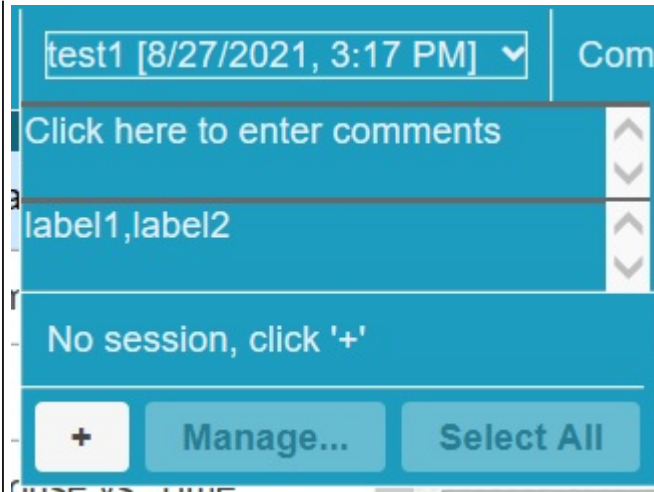 test1 [8/27/2021, 3:17 PM]
Click here to enter comments
label1,label2
No session, click '+'
+ Manage... Select All